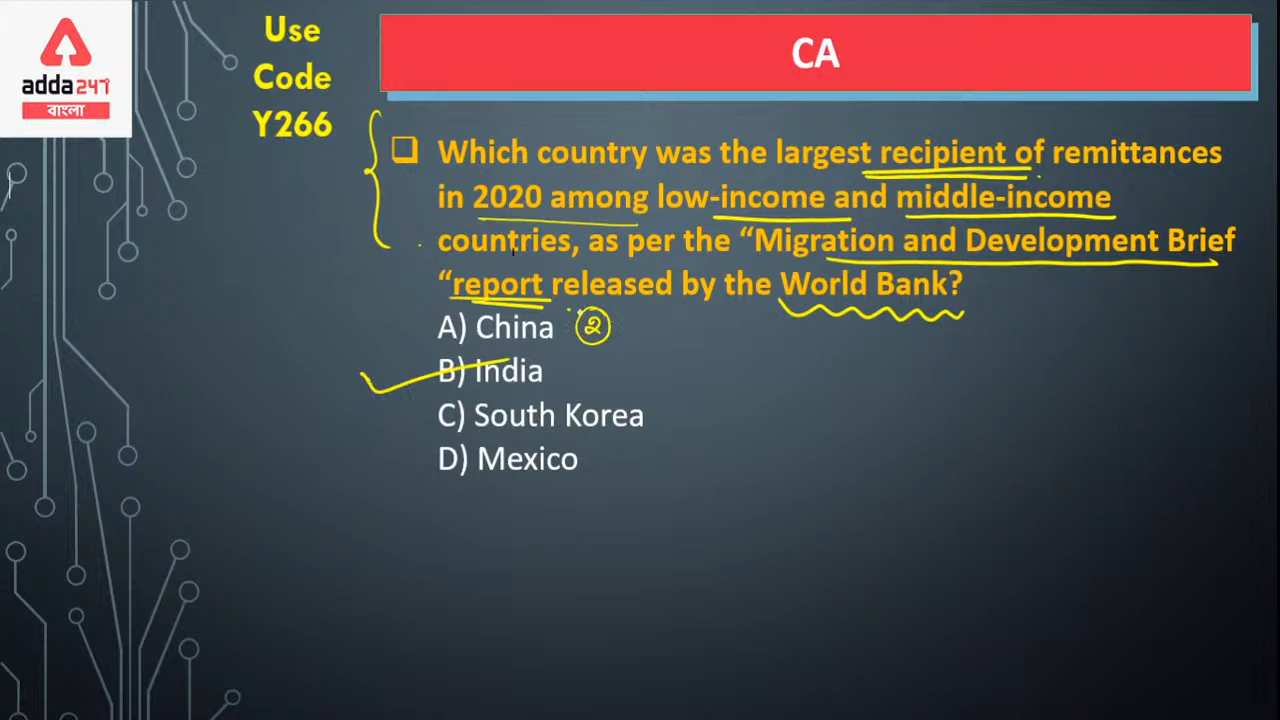 adda247
বাংলা
Use
Code
Y266
CA
Which country was the largest recipient of remittances
in 2020 among low-income and middle-income
countries, as per the “Migration and Development Brief
“report released by the World Bank?
A) China ২
B) India
C) South Korea
D) Mexico